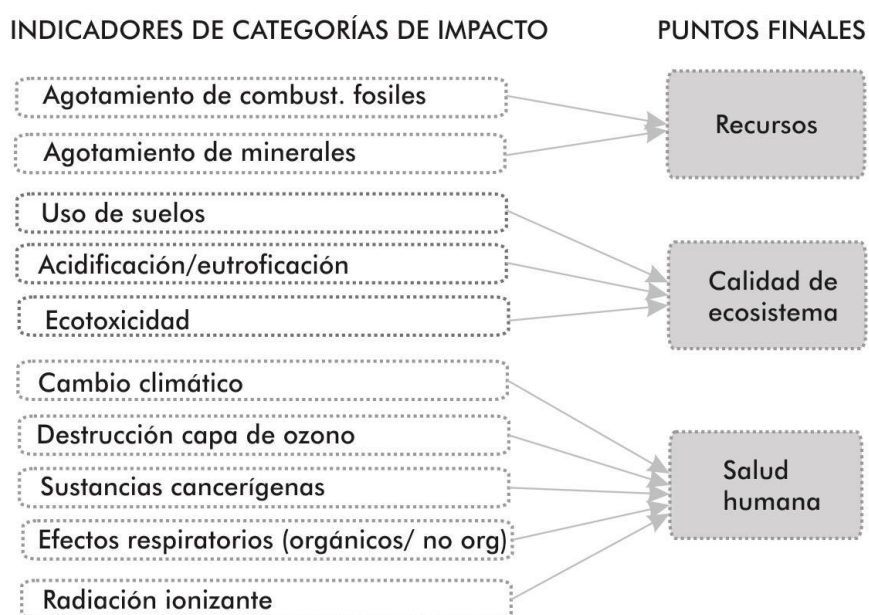 INDICADORES DE CATEGORÍAS DE IMPACTO
PUNTOS FINALES
Agotamiento de combust. fosiles
Agotamiento de minerales
Recursos
Uso de suelos
Acidificación/eutroficación
Ecotoxicidad
Calidad de
ecosistema
Cambio climático
Destrucción capa de ozono
Sustancias cancerígenas
Efectos respiratorios (orgánicos/ no org)
Radiación ionizante
Salud
humana